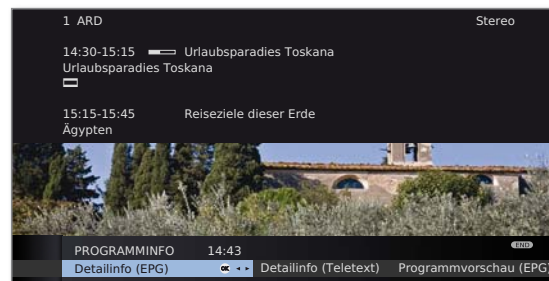 1 ARD Stereo
14:30-15:15 Urlaubsparadies Toskana
Urlaubsparadies Toskana
15:15-15:45 Reiseziele dieser Erde
Ägypten
END
PROGRAMMINFO 14:43
Detailinfo (EPG) OK Detailinfo (Teletext) Programmvorschau (EPG)